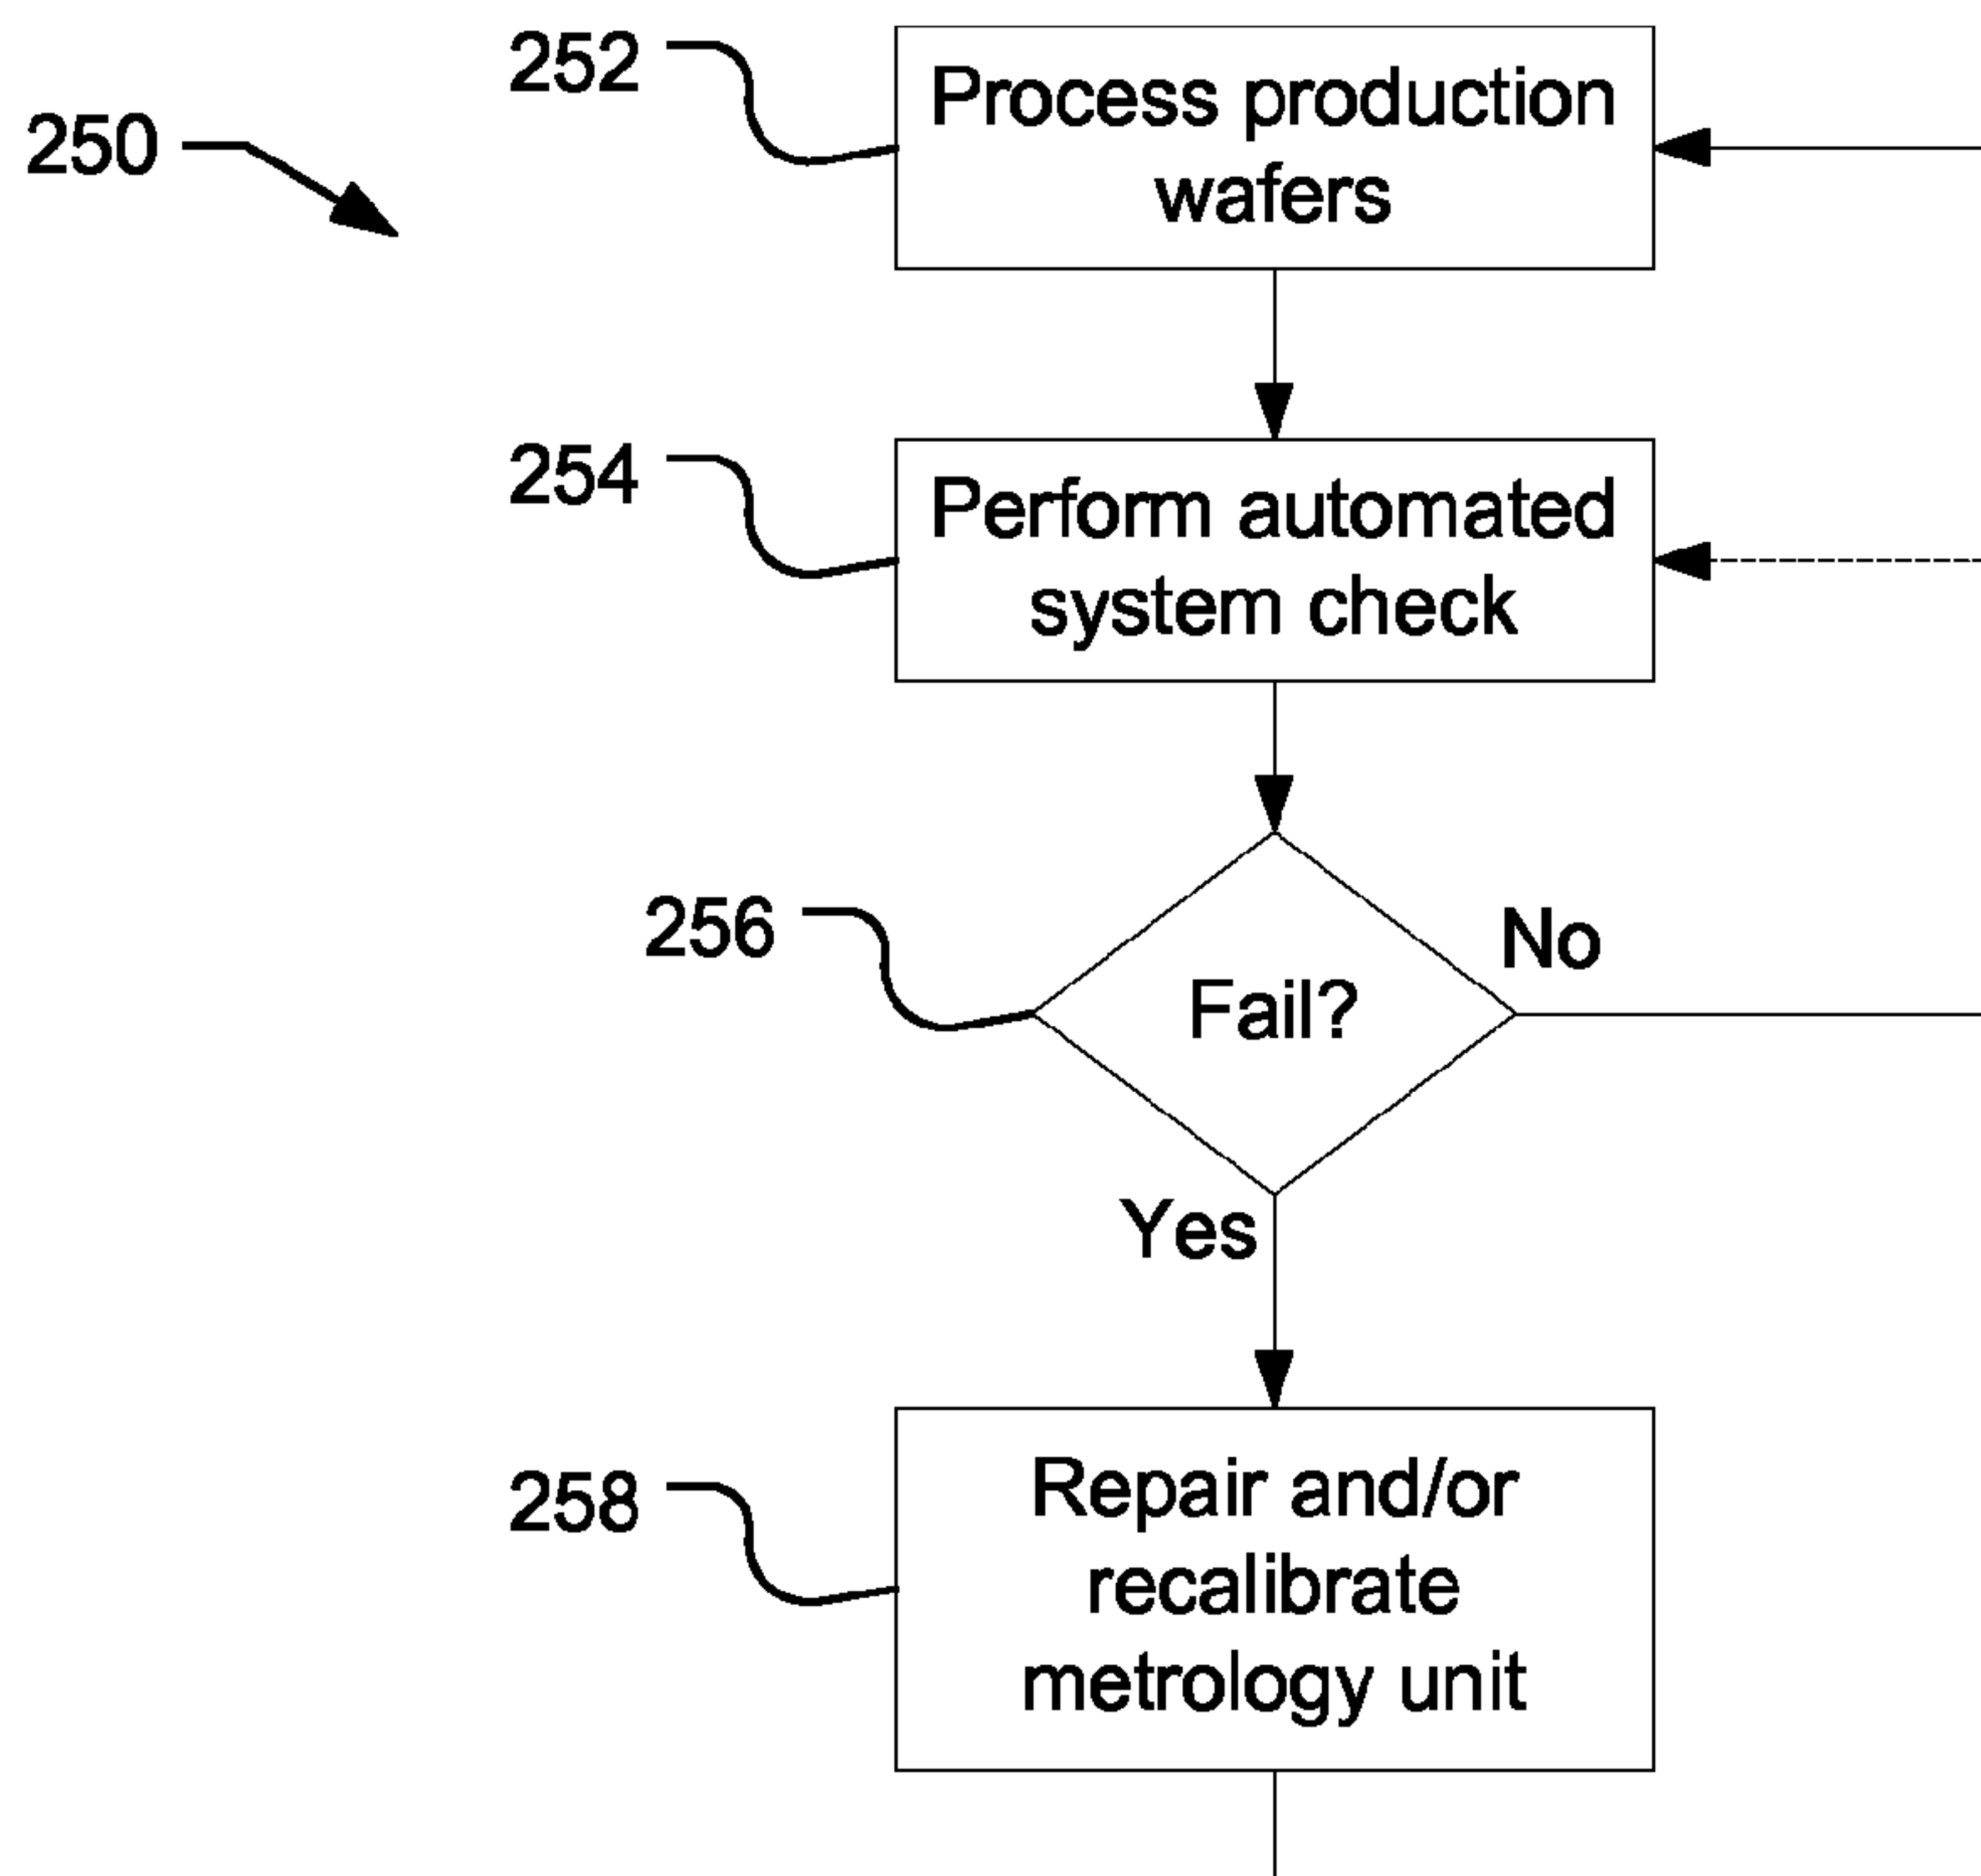 252
Process production
wafers
250
254
Perform automated
system check
256
Fail?
No
Yes
258
Repair and/or
recalibrate
metrology unit